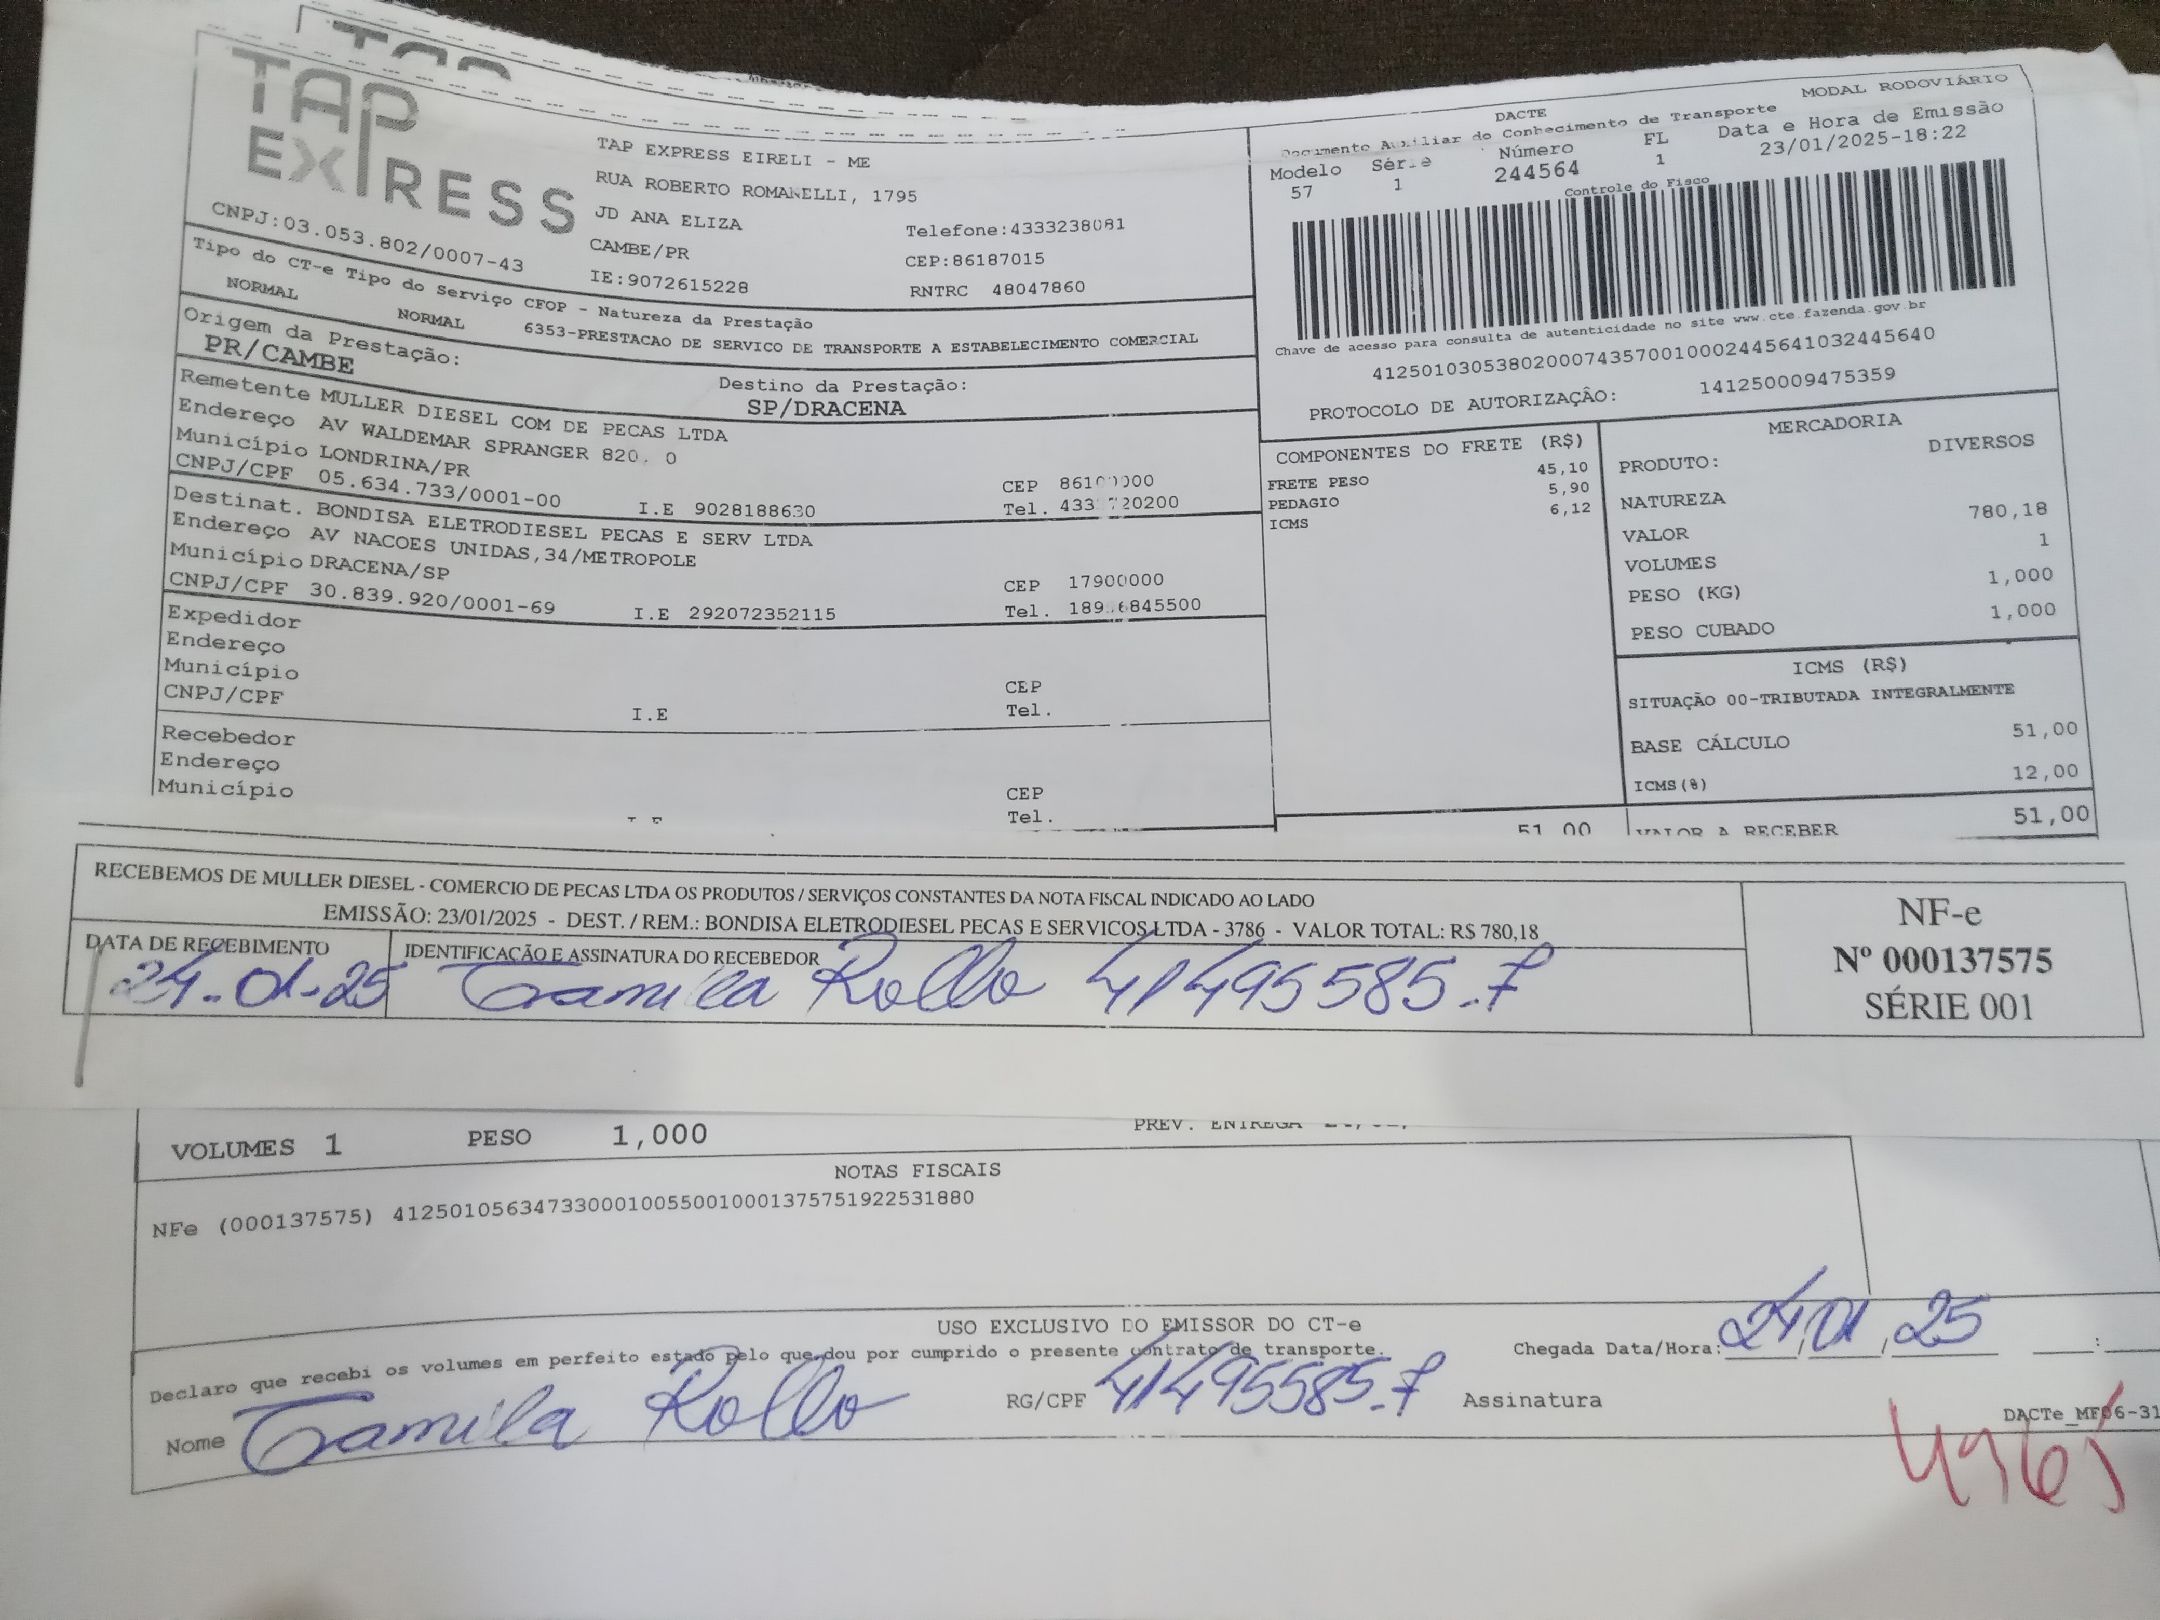 TAP
EXPRESS
CNPJ:03.053.802/0007-43
TAP EXPRESS EIRELI - ME
RUA ROBERTO ROMANELLI, 1795
JD ANA ELIZA
Telefone:4333238081
CAMBE/PR
CEP:86187015
IE:9072615228
RNTRC 48047860
MODAL RODOVIÁRIO
DACTE
Documento Auxiliar do Conhecimento de Transporte
Modelo Série Número FL Data e Hora de Emissão
57 1 244564 1 23/01/2025-18:22
Controle do Fisco
Chave de acesso para consulta de autenticidade no site www.cte.fazenda.gov.br
41250103053802000743570010002445641032445640
PROTOCOLO DE AUTORIZAÇÃO: 141250009475359
Tipo do CT-e Tipo do Serviço CFOP - Natureza da Prestação
NORMAL NORMAL 6353-PRESTACAO DE SERVICO DE TRANSPORTE A ESTABELECIMENTO COMERCIAL
Origem da Prestação:
PR/CAMBE
Destino da Prestação:
SP/DRACENA
Remetente MULLER DIESEL COM DE PECAS LTDA
Endereço AV WALDEMAR SPRANGER 820, 0
Município LONDRINA/PR CEP
CNPJ/CPF 05.634.733/0001-00 I.E 9028188630 Tel.
Destinat. BONDISA ELETRODIESEL PECAS E SERV LTDA
Endereço AV NACOES UNIDAS,34/METROPOLE
Município DRACENA/SP CEP 17900000
CNPJ/CPF 30.839.920/0001-69 I.E 292072352115 Tel.
Expedidor
Endereço
Município CEP
CNPJ/CPF I.E Tel.
Recebedor
Endereço
Município CEP
Tel.
COMPONENTES DO FRETE (R$)
FRETE PESO 45,10
PEDAGIO 5,90
ICMS 6,12
51,00
MERCADORIA
PRODUTO: DIVERSOS
NATUREZA
VALOR 780,18
VOLUMES 1
PESO (KG) 1,000
PESO CUBADO 1,000
ICMS (R$)
SITUAÇÃO 00-TRIBUTADA INTEGRALMENTE
BASE CÁLCULO 51,00
ICMS(%) 12,00
VALOR A RECEBER 51,00
RECEBEMOS DE MULLER DIESEL - COMERCIO DE PECAS LTDA OS PRODUTOS / SERVIÇOS CONSTANTES DA NOTA FISCAL INDICADO AO LADO
EMISSÃO: 23/01/2025 - DEST. / REM.: BONDISA ELETRODIESEL PECAS E SERVICOS LTDA - 3786 - VALOR TOTAL: R$ 780,18
DATA DE RECEBIMENTO IDENTIFICAÇÃO E ASSINATURA DO RECEBEDOR
24-01-25 Camila Rollo 41495585-7
NF-e
Nº 000137575
SÉRIE 001
VOLUMES 1 PESO 1,000 PREV. ENTREGA
NOTAS FISCAIS
NFe (000137575) 41250105634733000100550010001375751922531880
USO EXCLUSIVO DO EMISSOR DO CT-e
Declaro que recebi os volumes em perfeito estado pelo que dou por cumprido o presente contrato de transporte.
Chegada Data/Hora: 24/01/25 :
Nome Camila Rollo RG/CPF 41495585-7 Assinatura
DACTe_MF06-31